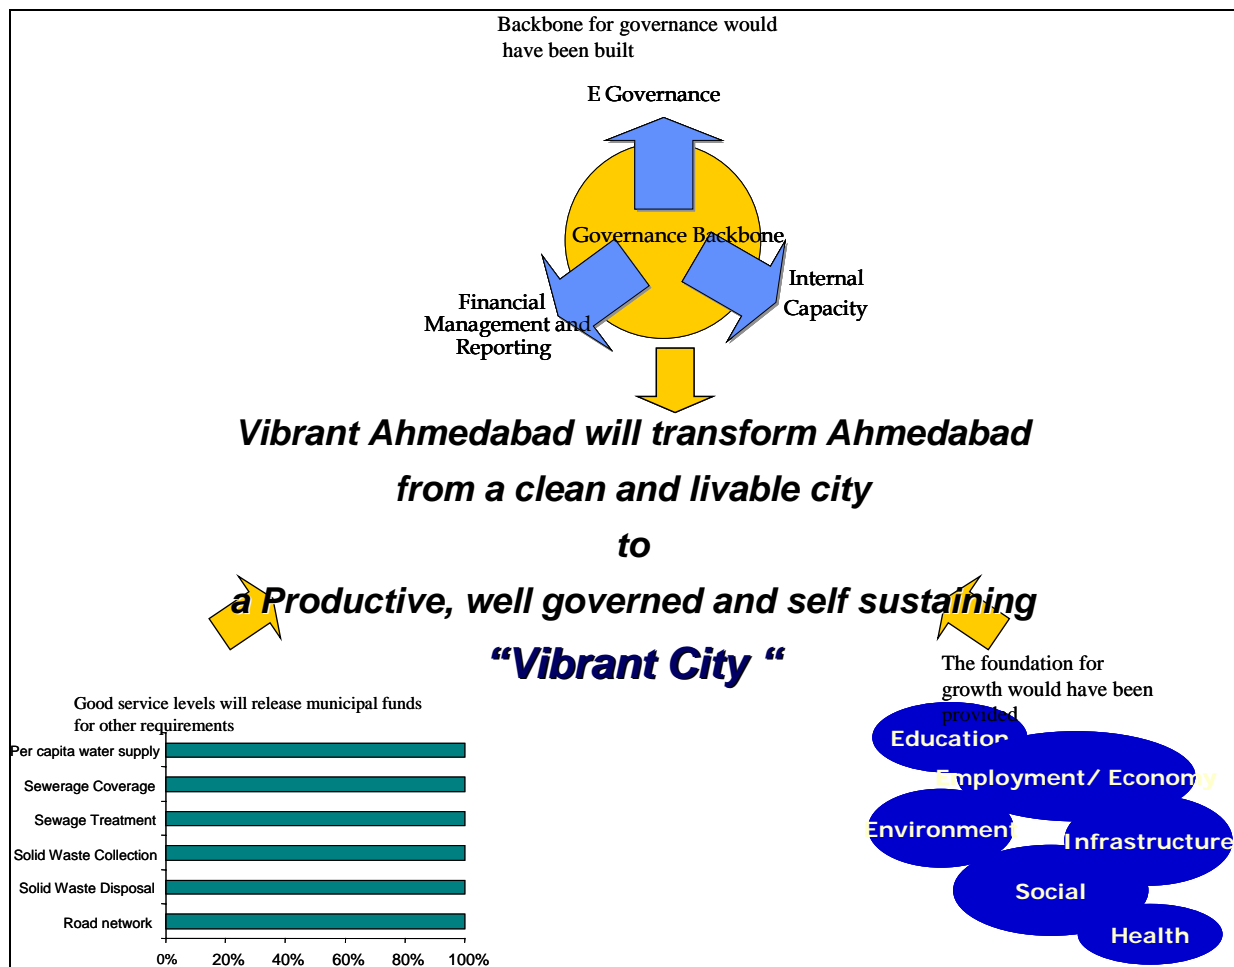 Backbone for governance would
have been built
E Governance
Governance Backbone
Internal
Capacity
Financial
Management and
Reporting
Vibrant Ahmedabad will transform Ahmedabad
from a clean and livable city
to
a Productive, well governed and self sustaining
“Vibrant City “
Good service levels will release municipal funds
for other requirements
Per capita water supply
Sewerage Coverage
Sewage Treatment
Solid Waste Collection
Solid Waste Disposal
Road network
0% 20% 40% 60% 80% 100%
The foundation for
growth would have been
provided
Education
Employment/ Economy
Environment
Infrastructure
Social
Health